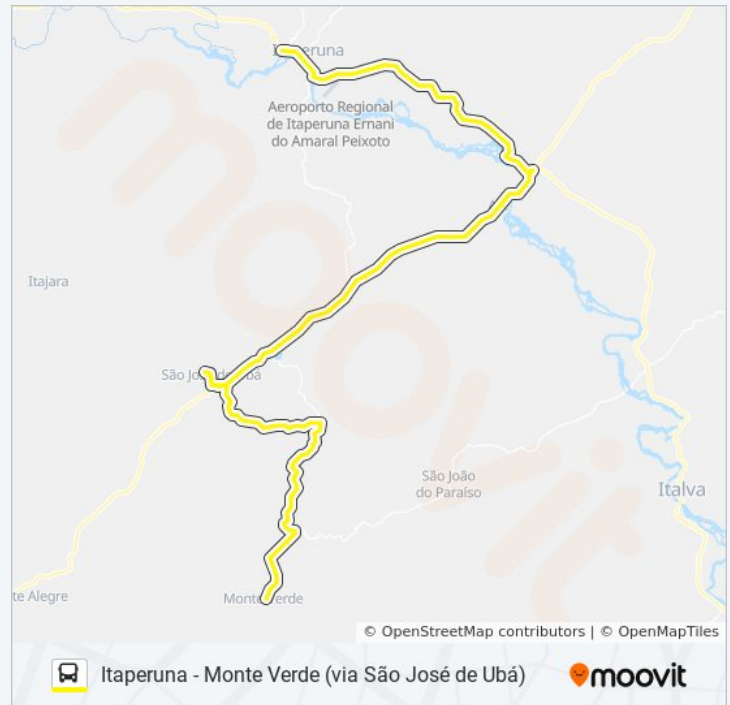 Itaperuna
Aeroporto Regional
de Itaperuna Ernani
do Amaral Peixoto
Itajara
São José de Ubá
São João
do Paraíso
Italva
te Alegre
Monte Verde
moovit
© OpenStreetMap contributors | © OpenMapTiles
Itaperuna - Monte Verde (via São José de Ubá)
moovit